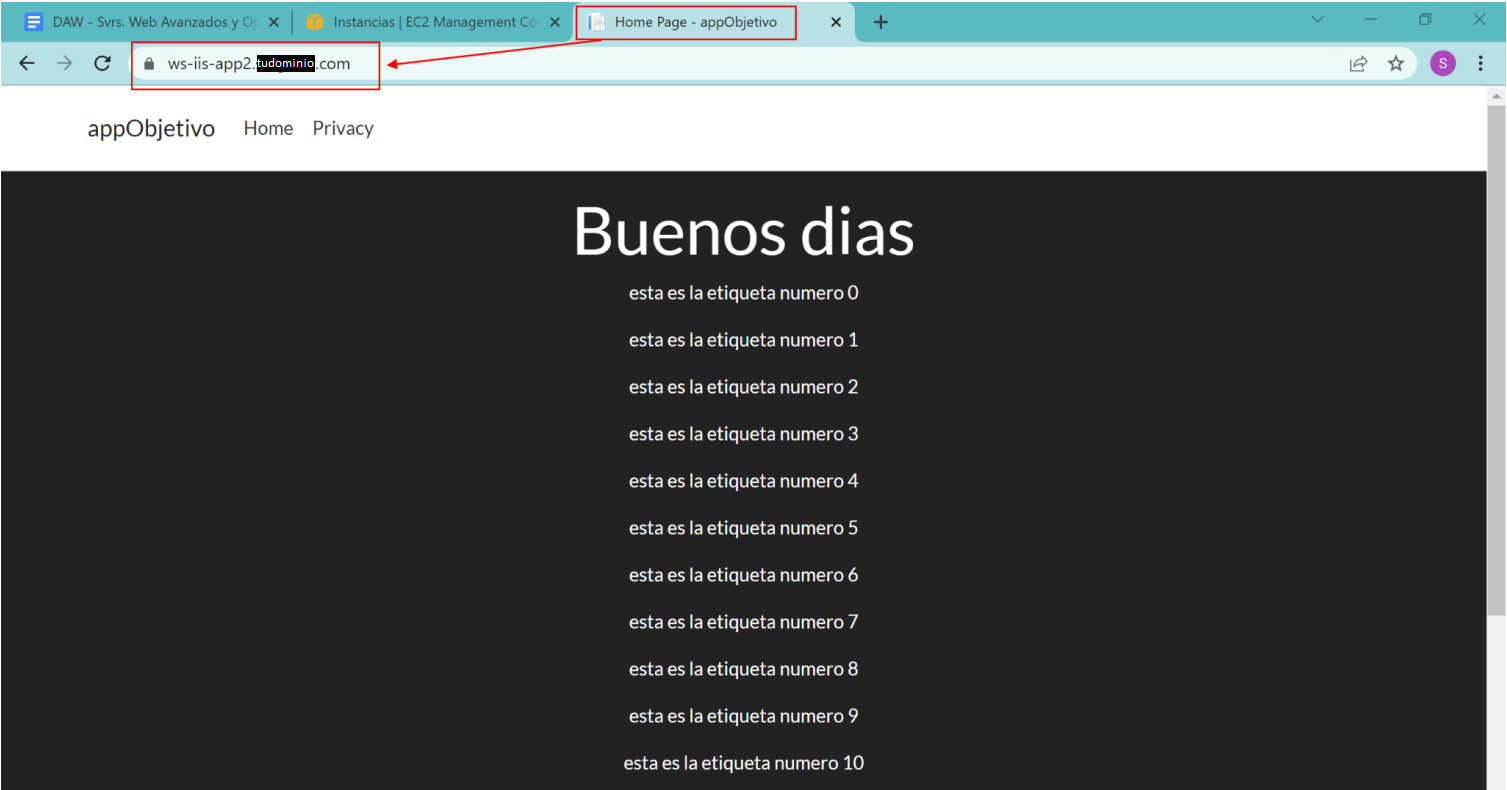 DAW - Svrs. Web Avanzados y Op
Instancias | EC2 Management Co
Home Page - appObjetivo
ws-iis-app2.tudominio.com
S
appObjetivo Home Privacy
Buenos dias
esta es la etiqueta numero 0
esta es la etiqueta numero 1
esta es la etiqueta numero 2
esta es la etiqueta numero 3
esta es la etiqueta numero 4
esta es la etiqueta numero 5
esta es la etiqueta numero 6
esta es la etiqueta numero 7
esta es la etiqueta numero 8
esta es la etiqueta numero 9
esta es la etiqueta numero 10